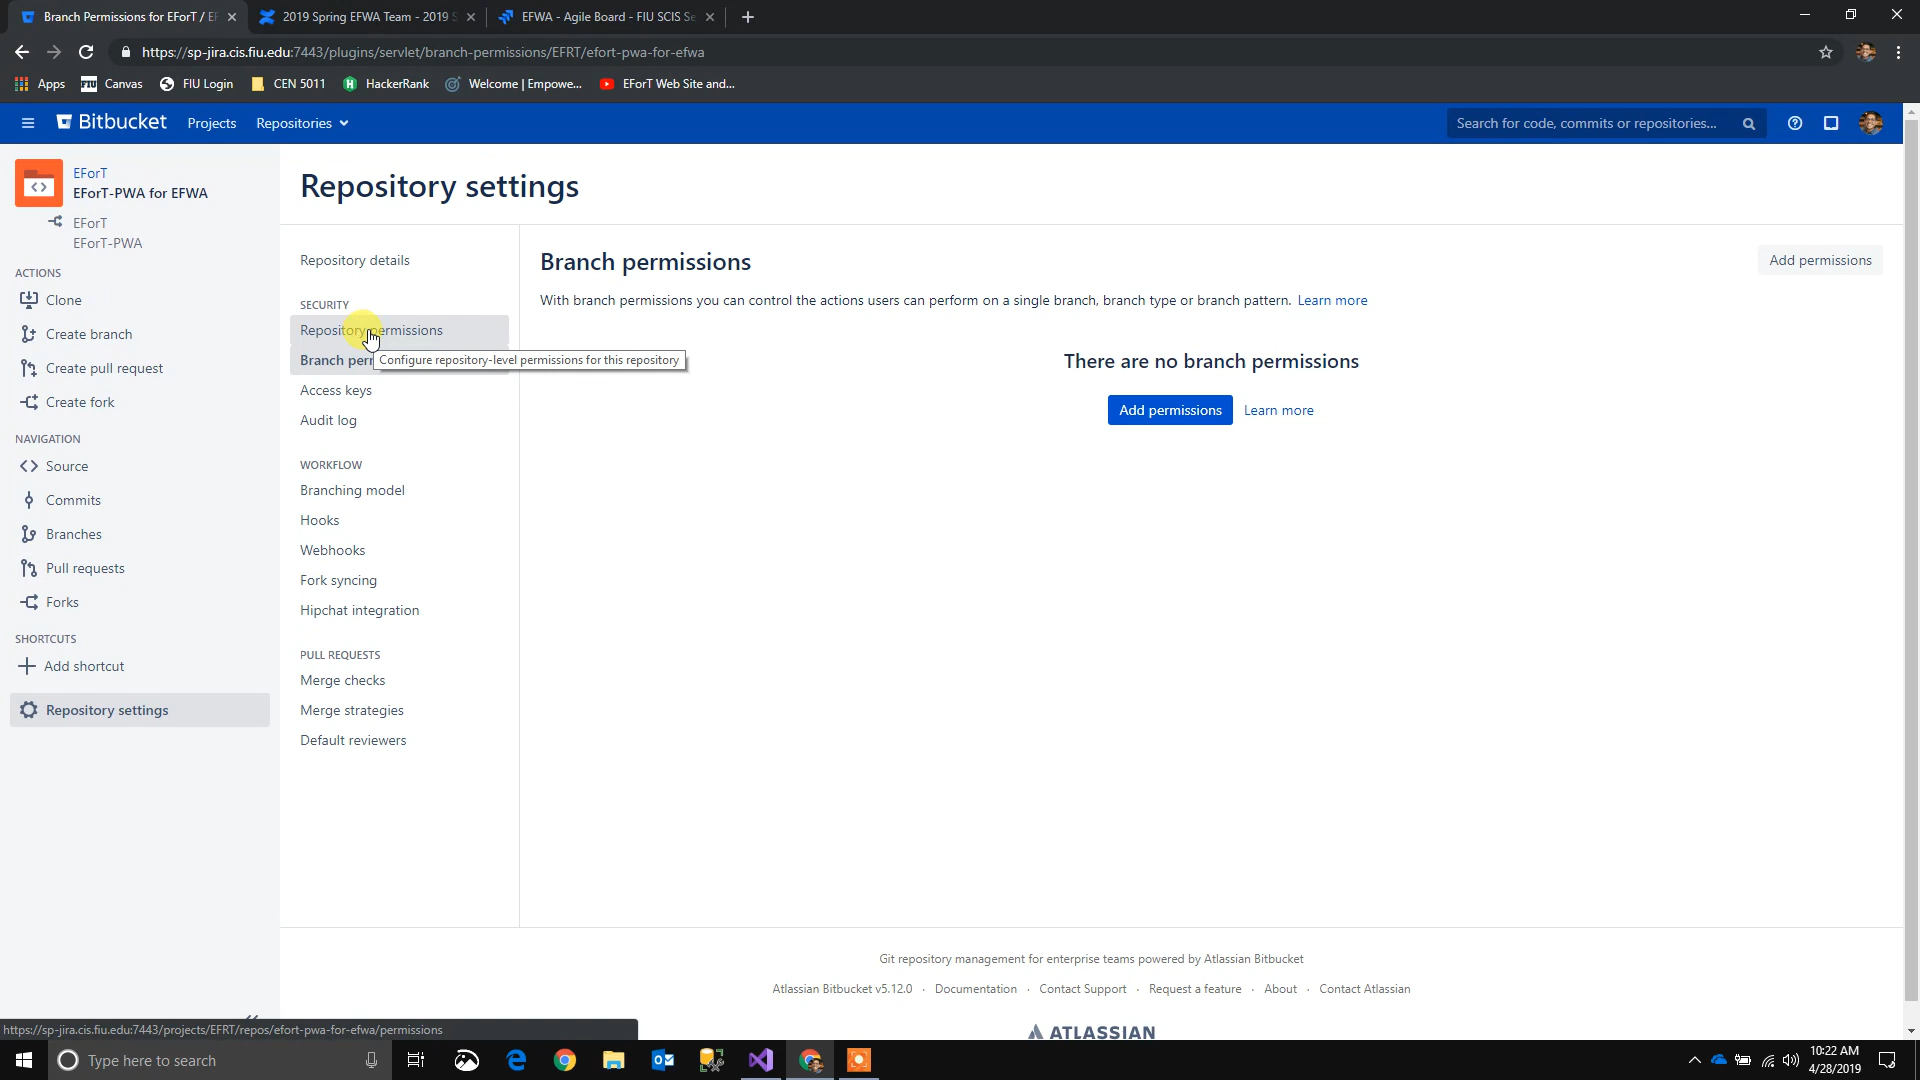 Branch Permissions for EForT / EF
2019 Spring EFWA Team - 2019 S
EFWA - Agile Board - FIU SCIS Se
https://sp-jira.cis.fiu.edu:7443/plugins/servlet/branch-permissions/EFRT/efort-pwa-for-efwa
Apps
FIU Canvas
FIU Login
CEN 5011
HackerRank
Welcome | Empowe...
EForT Web Site and...
Bitbucket
Projects
Repositories
Search for code, commits or repositories...
EForT
EForT-PWA for EFWA
EForT
EForT-PWA
ACTIONS
Clone
Create branch
Create pull request
Create fork
NAVIGATION
Source
Commits
Branches
Pull requests
Forks
SHORTCUTS
Add shortcut
Repository settings
Repository settings
Repository details
SECURITY
Repository permissions
Branch perr
Configure repository-level permissions for this repository
Access keys
Audit log
WORKFLOW
Branching model
Hooks
Webhooks
Fork syncing
Hipchat integration
PULL REQUESTS
Merge checks
Merge strategies
Default reviewers
Branch permissions
Add permissions
With branch permissions you can control the actions users can perform on a single branch, branch type or branch pattern. Learn more
There are no branch permissions
Add permissions
Learn more
Git repository management for enterprise teams powered by Atlassian Bitbucket
Atlassian Bitbucket v5.12.0 · Documentation · Contact Support · Request a feature · About · Contact Atlassian
ATLASSIAN
https://sp-jira.cis.fiu.edu:7443/projects/EFRT/repos/efort-pwa-for-efwa/permissions
Type here to search
10:22 AM
4/28/2019